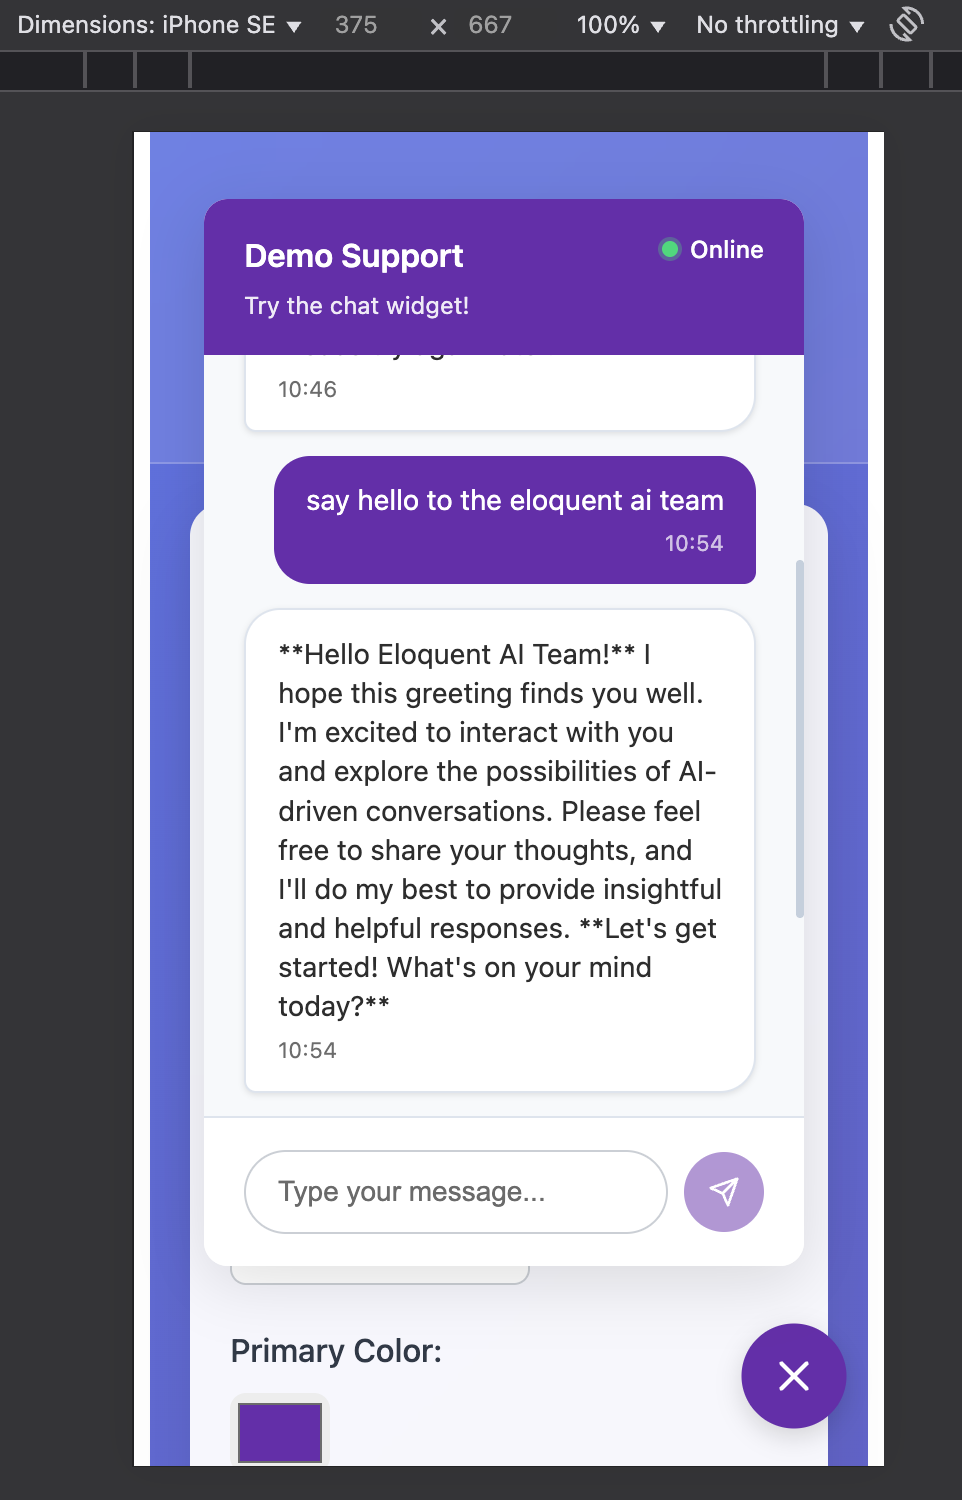 Dimensions: iPhone SE ▼ 375 × 667 100% ▼ No throttling ▼
Demo Support
Online
Try the chat widget!
10:46
say hello to the eloquent ai team
10:54
**Hello Eloquent AI Team!** I
hope this greeting finds you well.
I'm excited to interact with you
and explore the possibilities of AI-
driven conversations. Please feel
free to share your thoughts, and
I'll do my best to provide insightful
and helpful responses. **Let's get
started! What's on your mind
today?**
10:54
Type your message...
Primary Color: